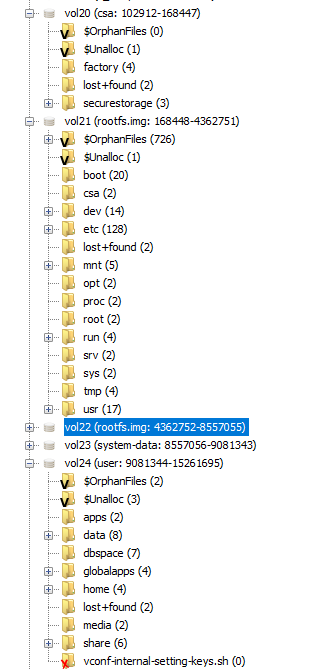 vol20 (csa: 102912-168447)
$OrphanFiles (0)
$Unalloc (1)
factory (4)
lost+found (2)
securestorage (3)
vol21 (rootfs.img: 168448-4362751)
$OrphanFiles (726)
$Unalloc (1)
boot (20)
csa (2)
dev (14)
etc (128)
lost+found (2)
mnt (5)
opt (2)
proc (2)
root (2)
run (4)
srv (2)
sys (2)
tmp (4)
usr (17)
vol22 (rootfs.img: 4362752-8557055)
vol23 (system-data: 8557056-9081343)
vol24 (user: 9081344-15261695)
$OrphanFiles (2)
$Unalloc (3)
apps (2)
data (8)
dbspace (7)
globalapps (4)
home (4)
lost+found (2)
media (2)
share (6)
vconf-internal-setting-keys.sh (0)